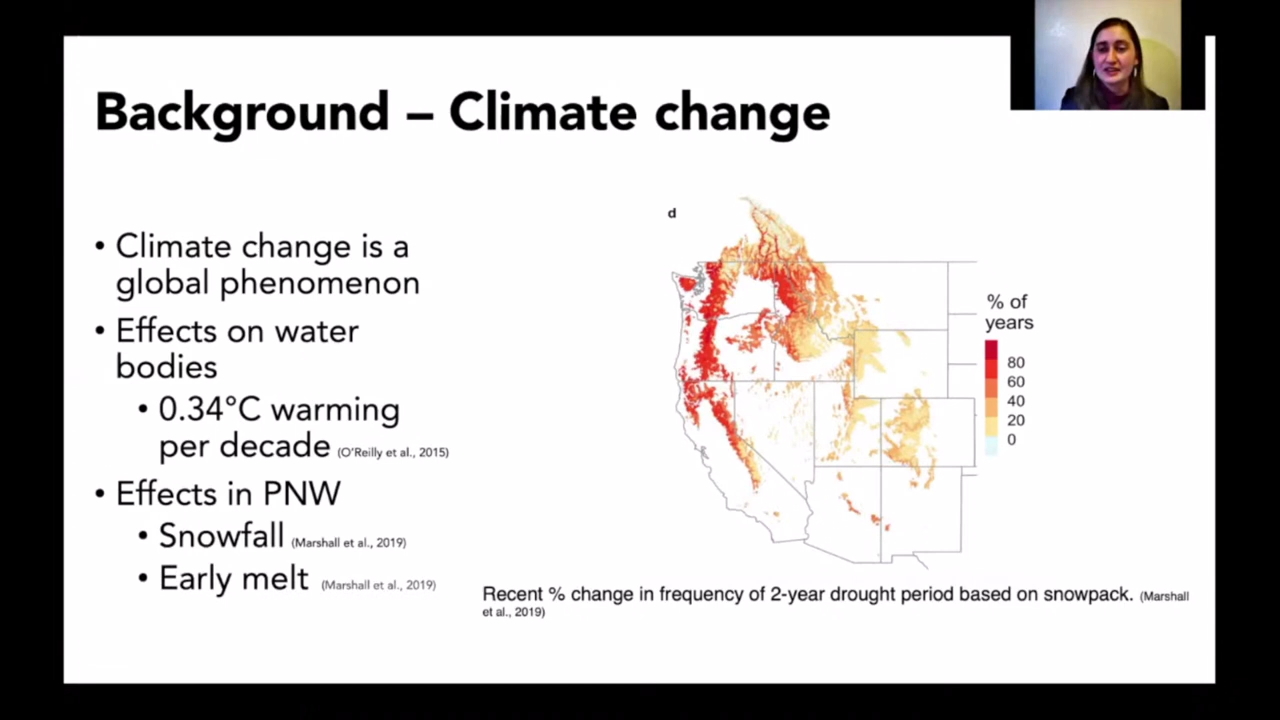 Background – Climate change
• Climate change is a
global phenomenon
• Effects on water
bodies
• 0.34°C warming
per decade (O'Reilly et al., 2015)
• Effects in PNW
• Snowfall (Marshall et al., 2019)
• Early melt (Marshall et al., 2019)
d
% of
years
80
60
40
20
0
Recent % change in frequency of 2-year drought period based on snowpack. (Marshall
et al., 2019)